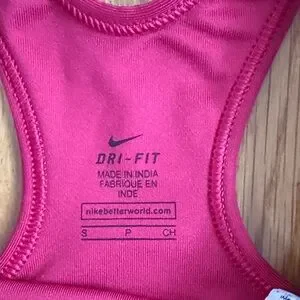 DRI-FIT
MADE IN INDIA
FABRIQUE EN
INDE
nikebetterworld.com
S P CH